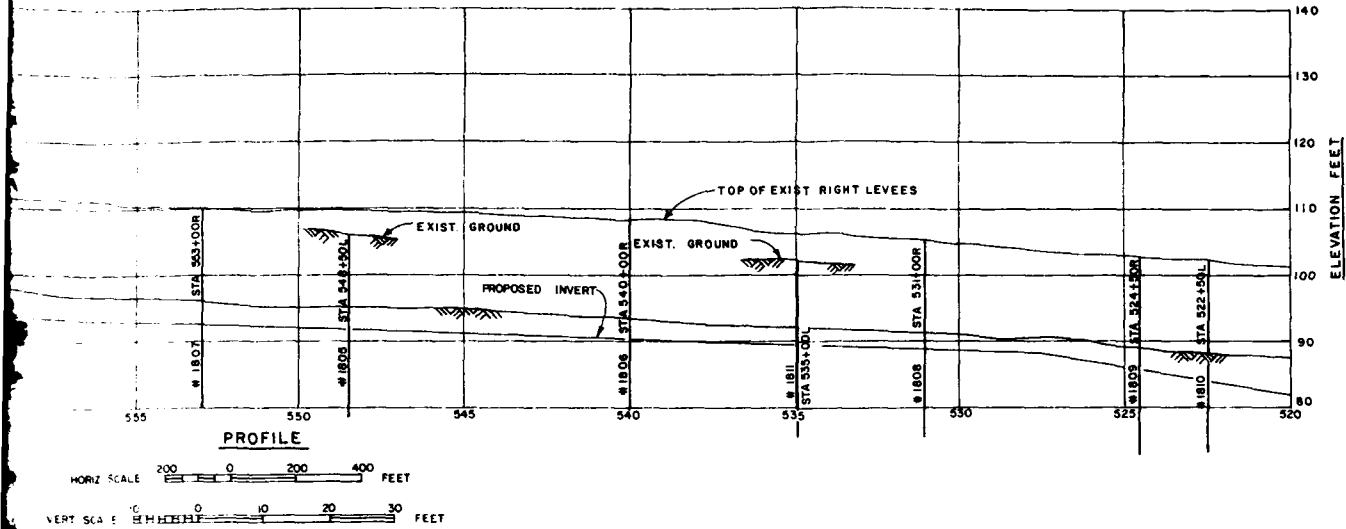 140
130
120
110
100
90
80
ELEVATION FEET
TOP OF EXIST RIGHT LEVEES
EXIST. GROUND
EXIST. GROUND
PROPOSED INVERT
# 1807
STA 553+00R
# 1805
STA 548+50L
# 1806
STA 540+00R
# 1811
STA 535+00L
# 1808
STA 531+00R
# 1809
STA 524+50R
# 1810
STA 522+50L
555
550
545
540
535
530
525
520
PROFILE
HORIZ SCALE 200 0 200 400 FEET
VERT SCALE 0 10 20 30 FEET